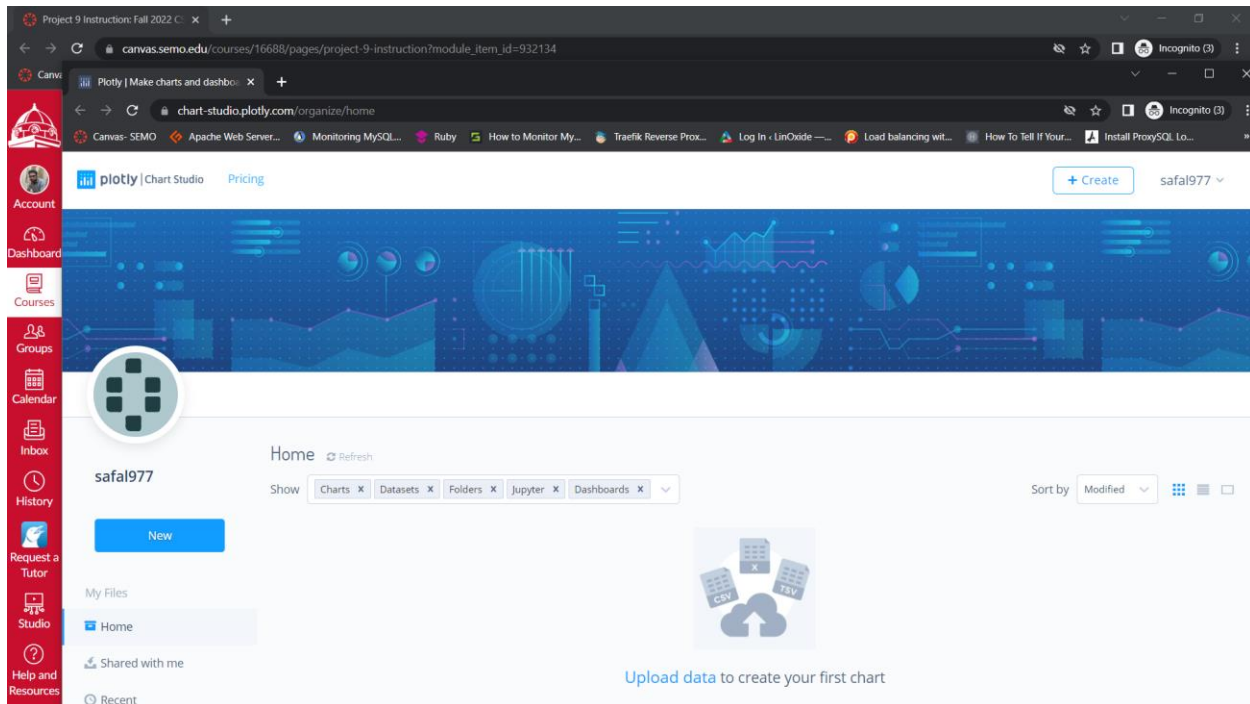 Project 9 Instruction: Fall 2022 C
canvas.semo.edu/courses/16688/pages/project-9-instruction?module_item_id=932134
Incognito (3)
Canva
Plotly | Make charts and dashboa
chart-studio.plotly.com/organize/home
Incognito (3)
Canvas- SEMO
Apache Web Server...
Monitoring MySQL...
Ruby
How to Monitor My...
Traefik Reverse Prox...
Log In ‹ LinOxide —...
Load balancing wit...
How To Tell If Your...
Install ProxySQL Lo...
plotly | Chart Studio
Pricing
+ Create
safal977
Account
Dashboard
Courses
Groups
Calendar
Inbox
History
Request a
Tutor
Studio
Help and
Resources
safal977
New
My Files
Home
Shared with me
Recent
Home
Refresh
Show
Charts x
Datasets x
Folders x
Jupyter x
Dashboards x
Sort by
Modified
CSV
X
TSV
Upload data to create your first chart